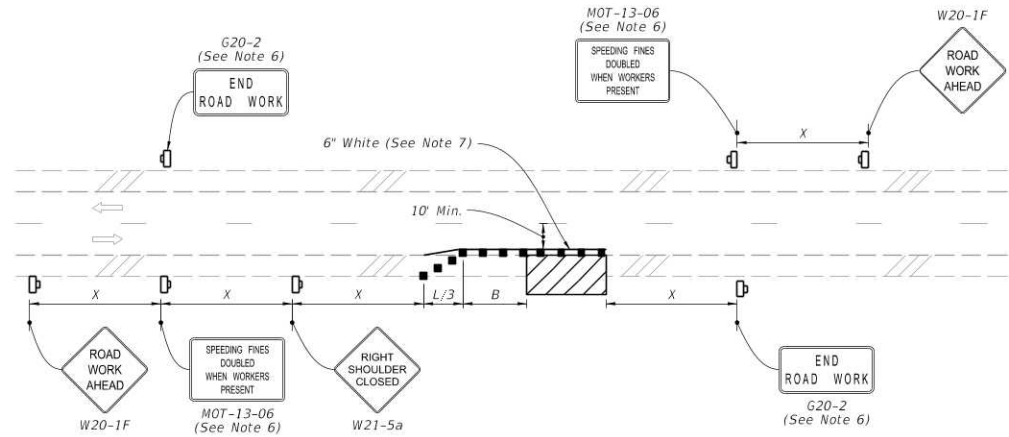 MOT-13-06
(See Note 6)
W20-1F
G20-2
(See Note 6)
SPEEDING FINES
DOUBLED
WHEN WORKERS
PRESENT
ROAD
WORK
AHEAD
END
ROAD WORK
X
6" White (See Note 7)
10' Min.
X
X
X
L/3
B
X
ROAD
WORK
AHEAD
SPEEDING FINES
DOUBLED
WHEN WORKERS
PRESENT
RIGHT
SHOULDER
CLOSED
END
ROAD WORK
W20-1F
MOT-13-06
(See Note 6)
W21-5a
G20-2
(See Note 6)